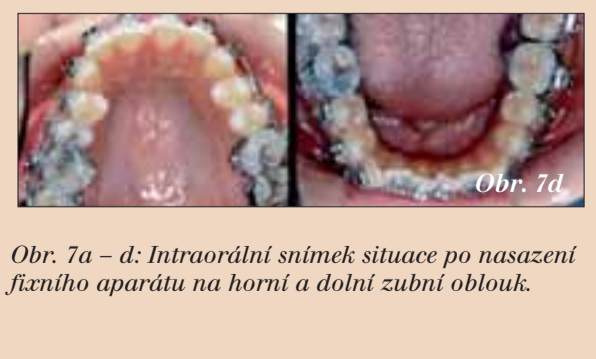 Obr. 7d
Obr. 7a – d: Intraorální snímek situace po nasazení
fixního aparátu na horní a dolní zubní oblouk.